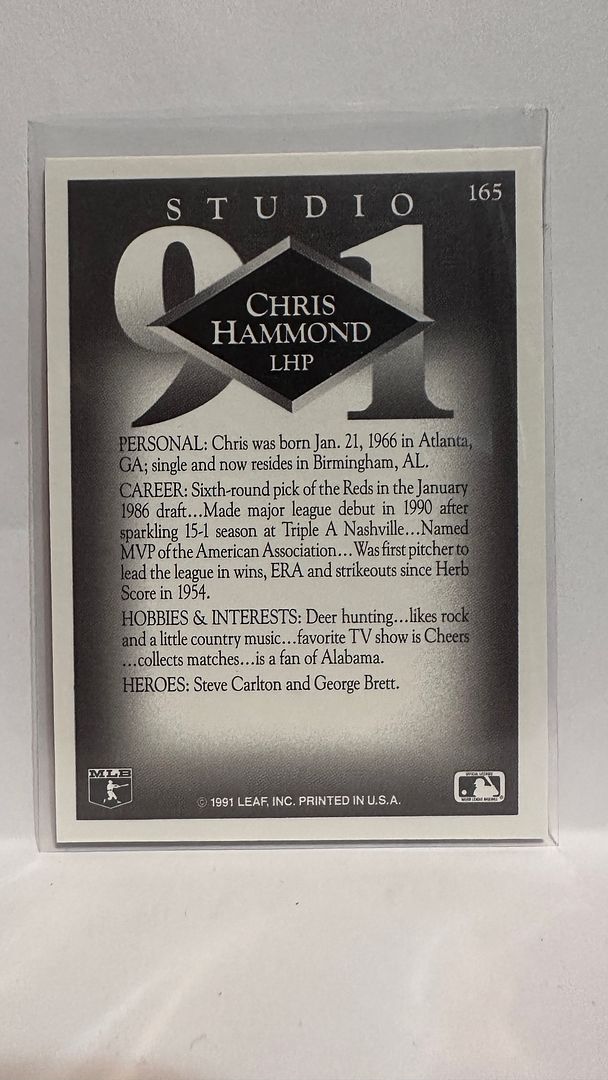 STUDIO
165
91
CHRIS
HAMMOND
LHP
PERSONAL: Chris was born Jan. 21, 1966 in Atlanta,
GA; single and now resides in Birmingham, AL.
CAREER: Sixth-round pick of the Reds in the January
1986 draft...Made major league debut in 1990 after
sparkling 15-1 season at Triple A Nashville...Named
MVP of the American Association...Was first pitcher to
lead the league in wins, ERA and strikeouts since Herb
Score in 1954.
HOBBIES & INTERESTS: Deer hunting...likes rock
and a little country music...favorite TV show is Cheers
...collects matches...is a fan of Alabama.
HEROES: Steve Carlton and George Brett.
MLB
© 1991 LEAF, INC. PRINTED IN U.S.A.
OFFICIAL LICENSEE
MAJOR LEAGUE BASEBALL
®